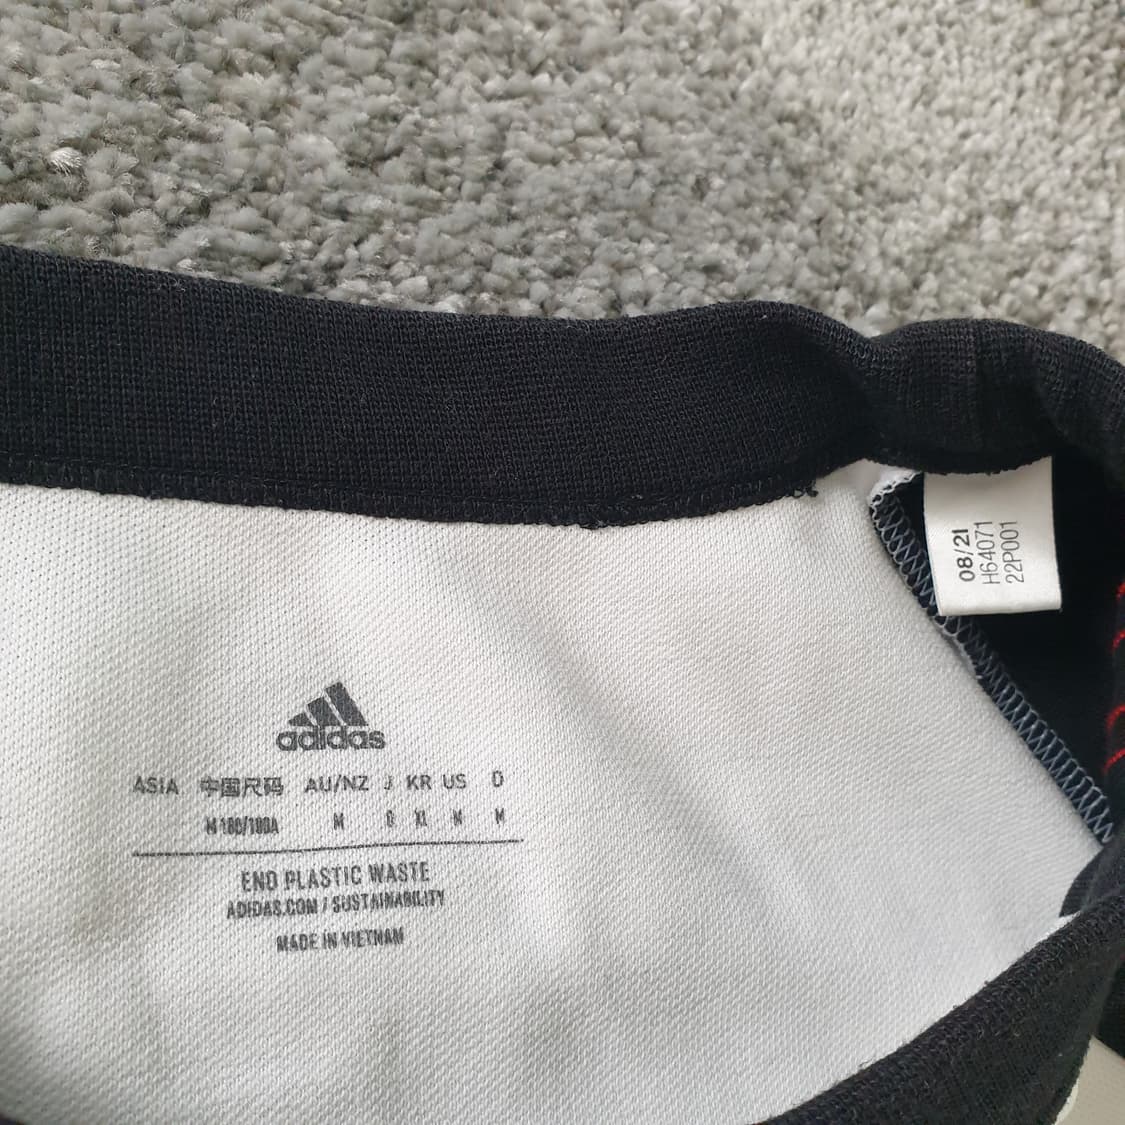 08/21
H64071
22P001
adidas
ASIA 中国尺码 AU/NZ J KR US D
M 180/100A M O XL M M
END PLASTIC WASTE
ADIDAS.COM / SUSTAINABILITY
MADE IN VIETNAM